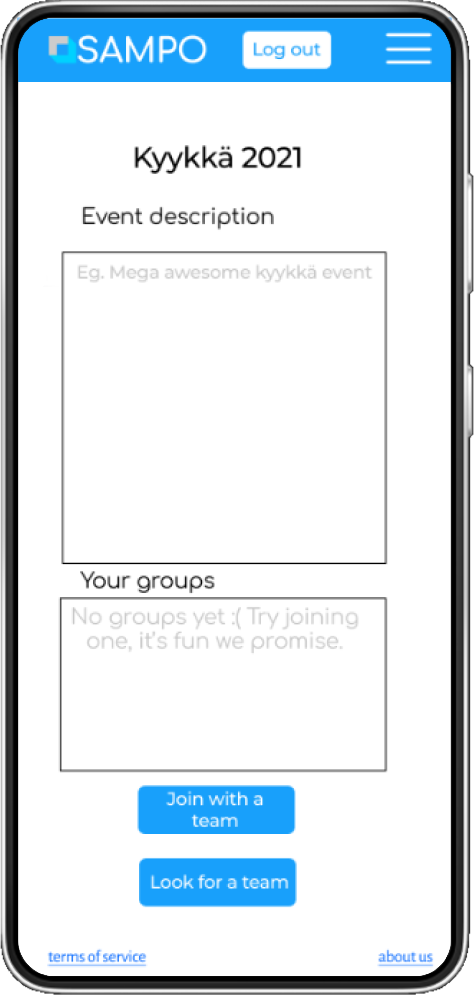 SAMPO
Log out
Kyykkä 2021
Event description
Eg. Mega awesome kyykkä event
Your groups
No groups yet :( Try joining
one, it's fun we promise.
Join with a
team
Look for a team
terms of service
about us